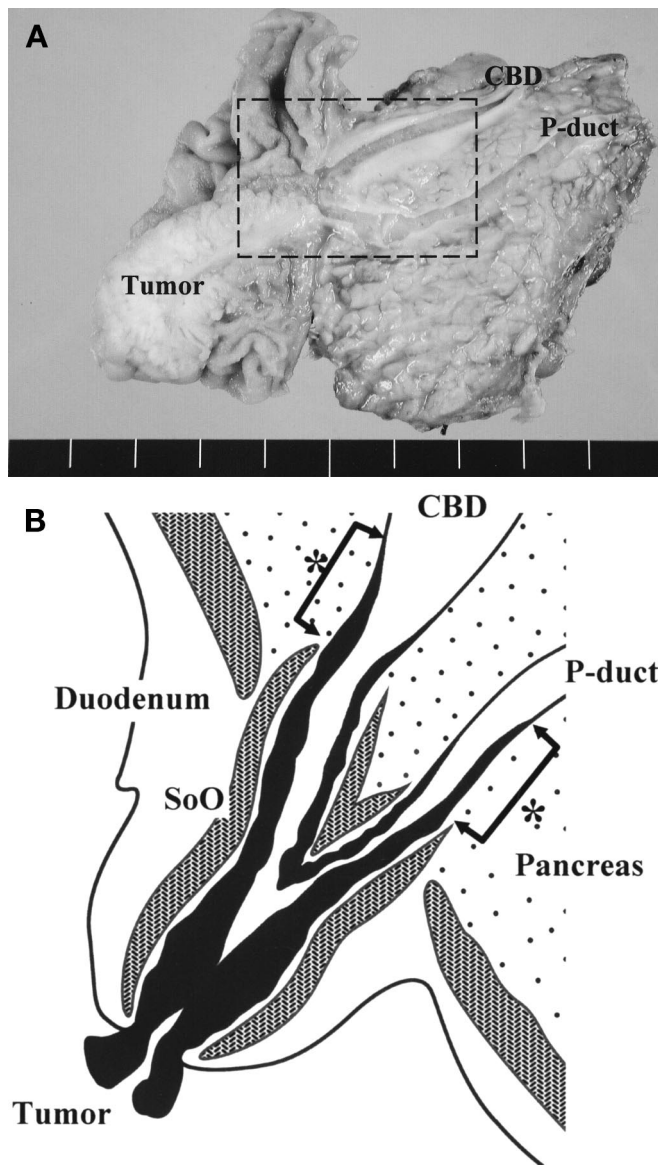 A
CBD
P-duct
Tumor
B
CBD
*
P-duct
Duodenum
SoO
*
Pancreas
Tumor